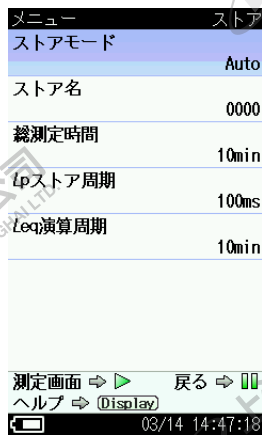 メニュー ストア
ストアモード
Auto
ストア名
0000
総測定時間
10min
Lpストア周期
100ms
Leq演算周期
10min
測定画面 ⇨ ▷ 戻る ⇨ ▯▯
ヘルプ ⇨ (Display)
03/14 14:47:18